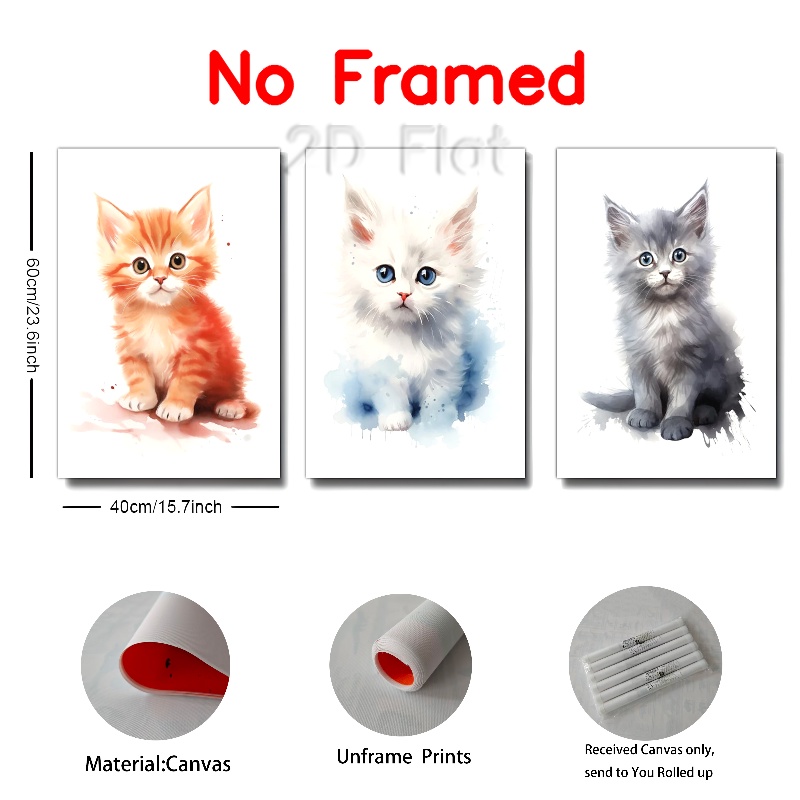 No Framed
2D Flat
60cm/23.6inch
40cm/15.7inch
Material:Canvas
Unframe Prints
Received Canvas only,
send to You Rolled up